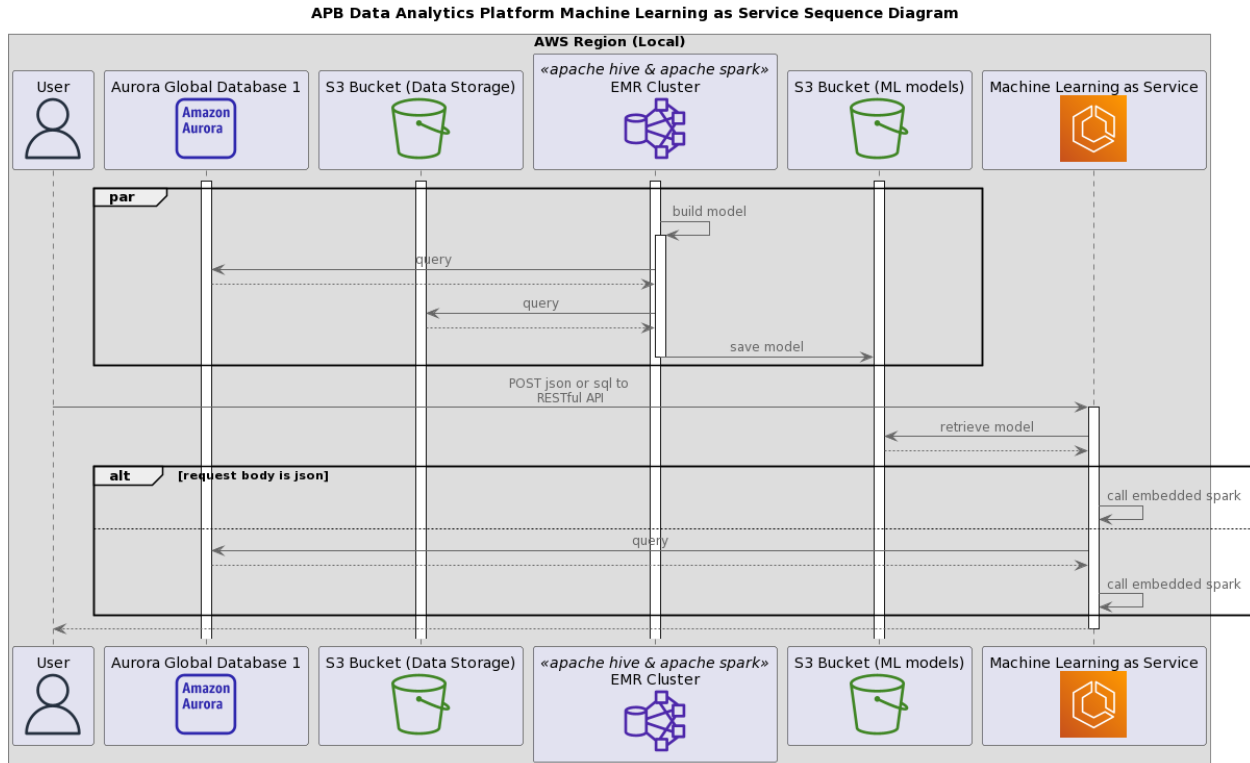 APB Data Analytics Platform Machine Learning as Service Sequence Diagram
AWS Region (Local)
User
Aurora Global Database 1
Amazon
Aurora
S3 Bucket (Data Storage)
«apache hive & apache spark»
EMR Cluster
S3 Bucket (ML models)
Machine Learning as Service
par
build model
query
query
save model
POST json or sql to
RESTful API
retrieve model
alt
[request body is json]
call embedded spark
query
call embedded spark
User
Aurora Global Database 1
Amazon
Aurora
S3 Bucket (Data Storage)
«apache hive & apache spark»
EMR Cluster
S3 Bucket (ML models)
Machine Learning as Service